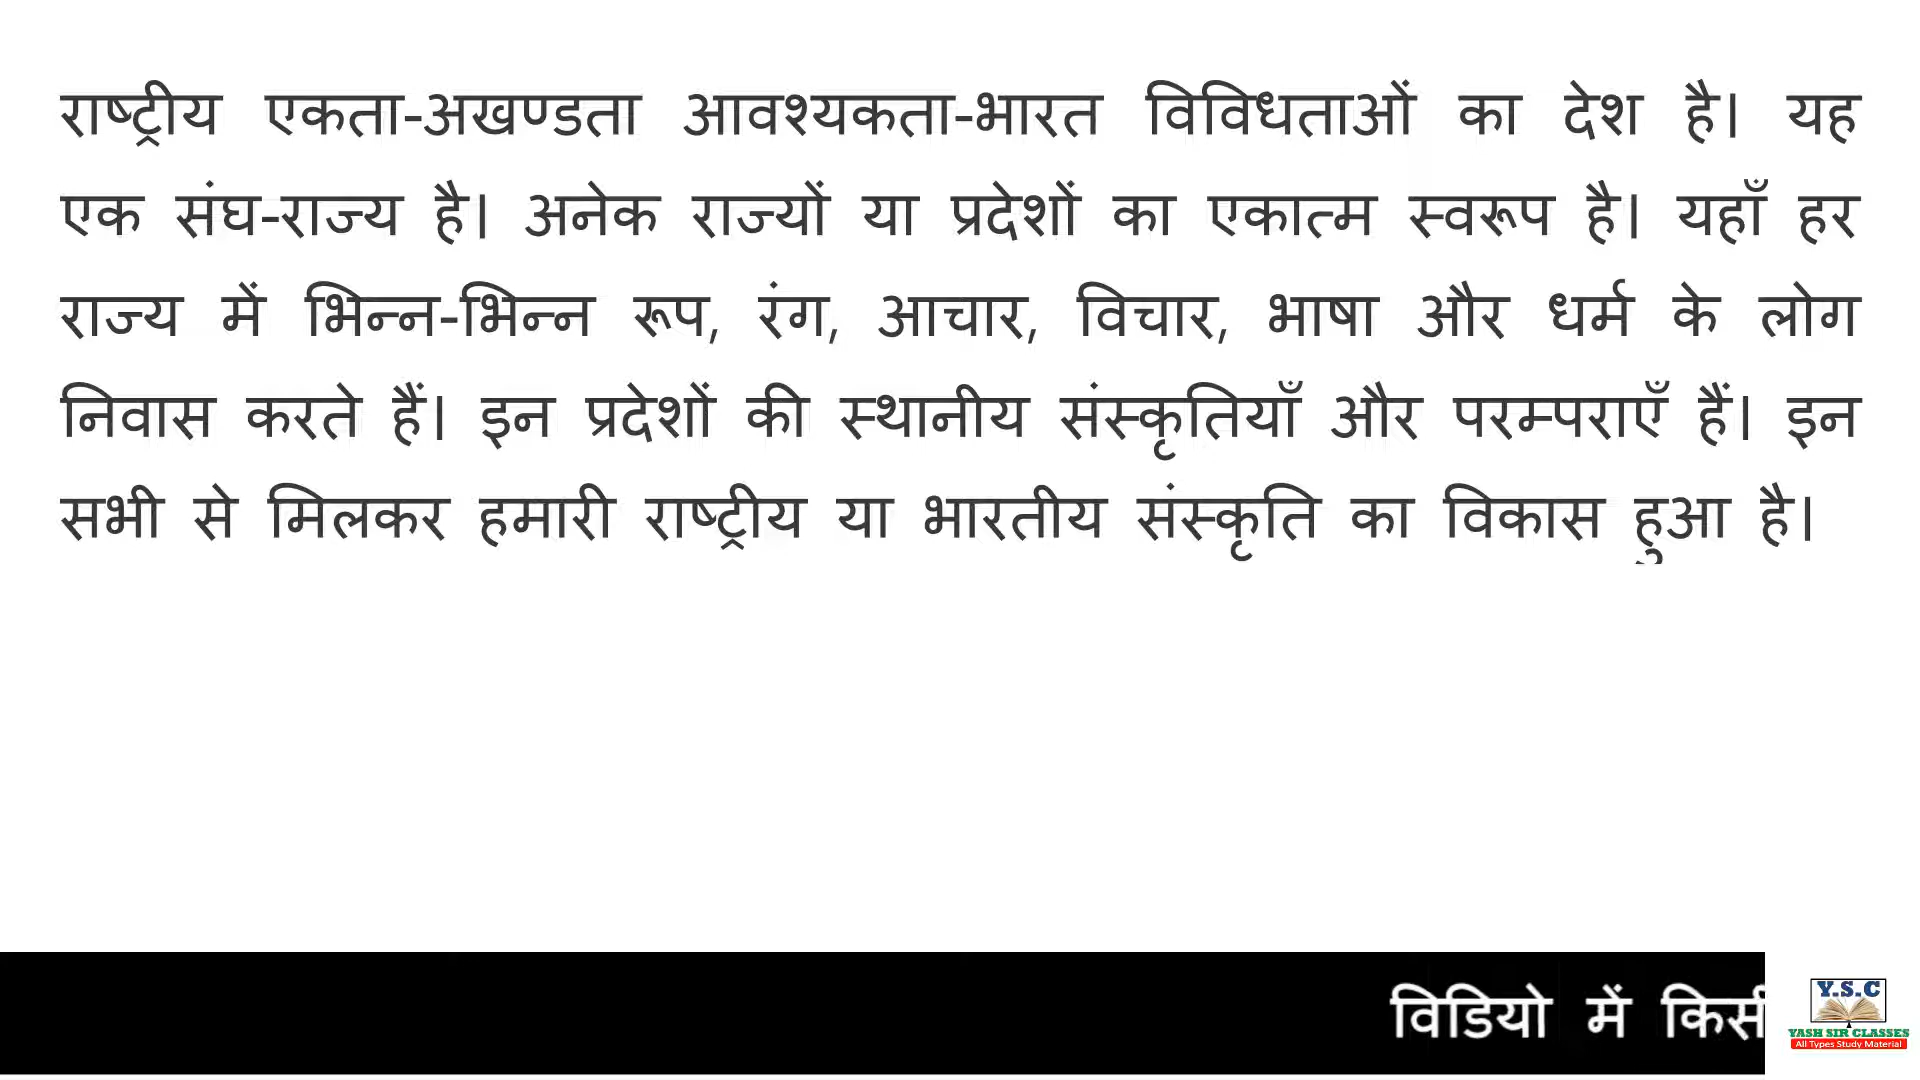 राष्ट्रीय एकता-अखण्डता आवश्यकता-भारत विविधताओं का देश है। यह
एक संघ-राज्य है। अनेक राज्यों या प्रदेशों का एकात्म स्वरूप है। यहाँ हर
राज्य में भिन्न-भिन्न रूप, रंग, आचार, विचार, भाषा और धर्म के लोग
निवास करते हैं। इन प्रदेशों की स्थानीय संस्कृतियाँ और परम्पराएँ हैं। इन
सभी से मिलकर हमारी राष्ट्रीय या भारतीय संस्कृति का विकास हुआ है।
विडियो में किसी
Y.S.C
YASH SIR CLASSES
All Types Study Material